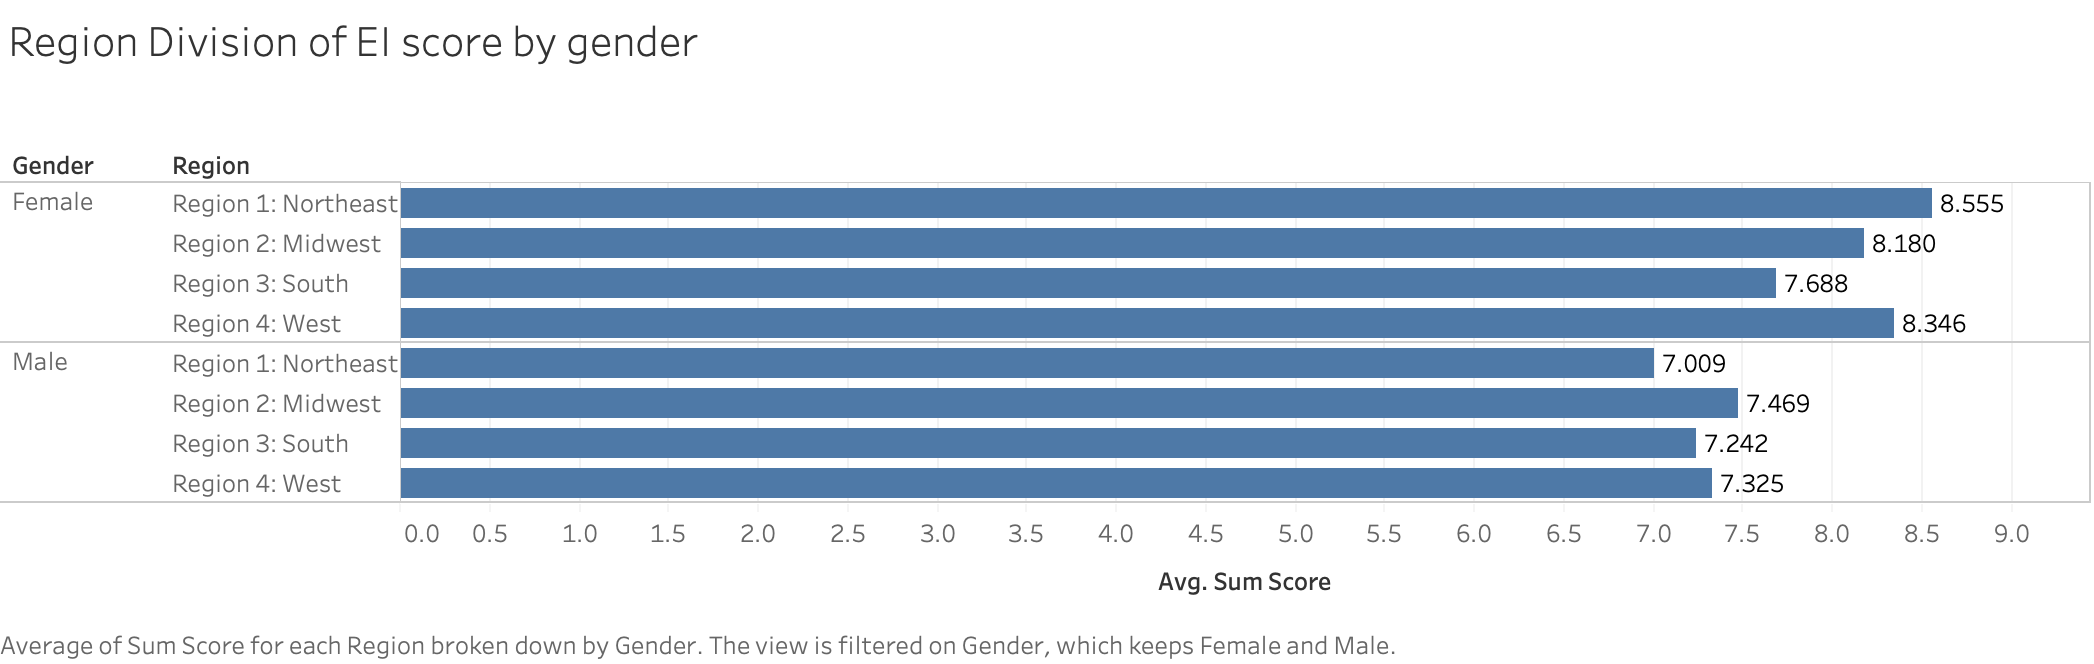 Region Division of EI score by gender
Gender Region
Female Region 1: Northeast 8.555
Region 2: Midwest 8.180
Region 3: South 7.688
Region 4: West 8.346
Male Region 1: Northeast 7.009
Region 2: Midwest 7.469
Region 3: South 7.242
Region 4: West 7.325
0.0 0.5 1.0 1.5 2.0 2.5 3.0 3.5 4.0 4.5 5.0 5.5 6.0 6.5 7.0 7.5 8.0 8.5 9.0
Avg. Sum Score
Average of Sum Score for each Region broken down by Gender. The view is filtered on Gender, which keeps Female and Male.